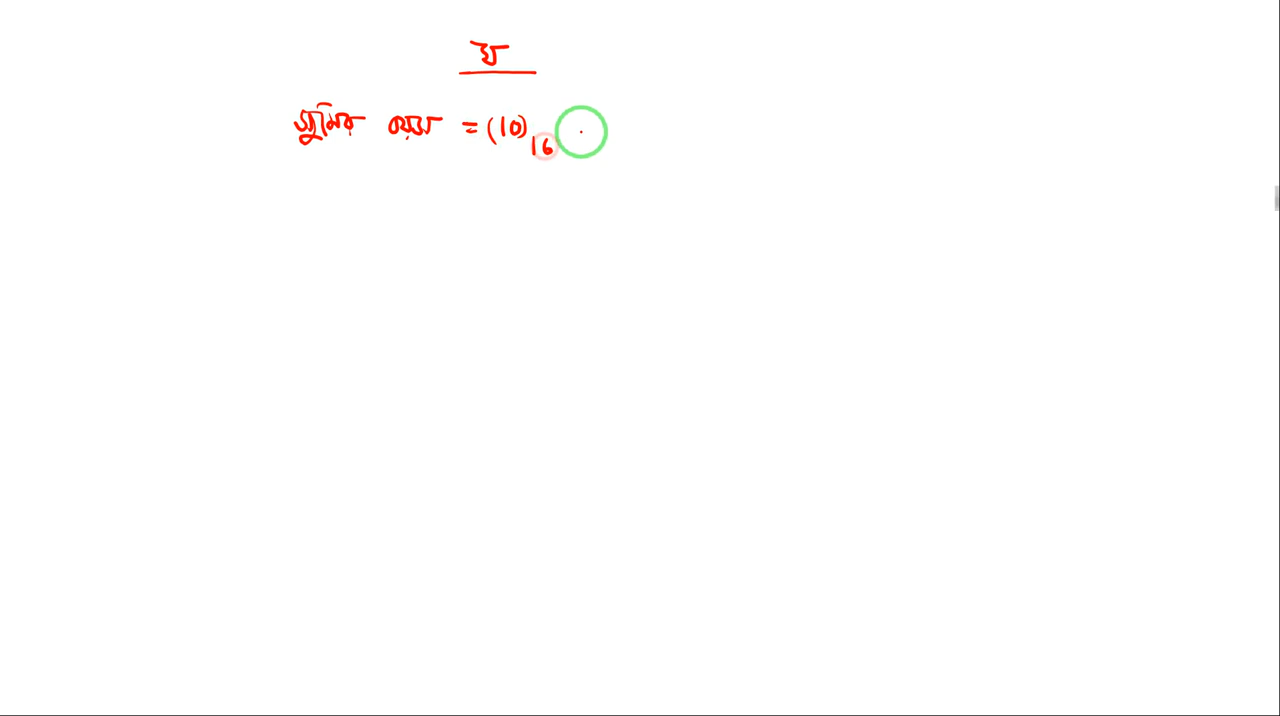 ঘ
সুমির বয়স = (10)₁₆